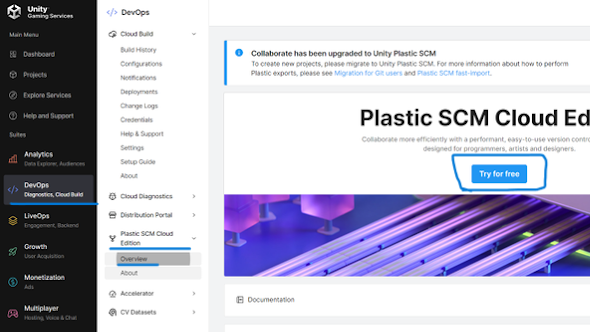 Unity
Gaming Services
Main Menu
Dashboard
Projects
Explore Services
Help and Support
Suites
Analytics
Data Explorer, Audiences
DevOps
Diagnostics, Cloud Build
LiveOps
Engagement, Backend
Growth
User Acquisition
Monetization
Ads
Multiplayer
Hosting, Voice & Chat
DevOps
Cloud Build
Build History
Configurations
Notifications
Deployments
Change Logs
Credentials
Help & Support
Settings
Setup Guide
About
Cloud Diagnostics
Distribution Portal
Plastic SCM Cloud
Edition
Overview
About
Accelerator
CV Datasets
Collaborate has been upgraded to Unity Plastic SCM
To create new projects, please migrate to Unity Plastic SCM. For more information about how to perform
Plastic exports, please see Migration for Git users and Plastic SCM fast-import.
Plastic SCM Cloud Edi
Collaborate more efficiently with a performant, easy-to-use version contro
designed for programmers, artists and designers.
Try for free
Documentation